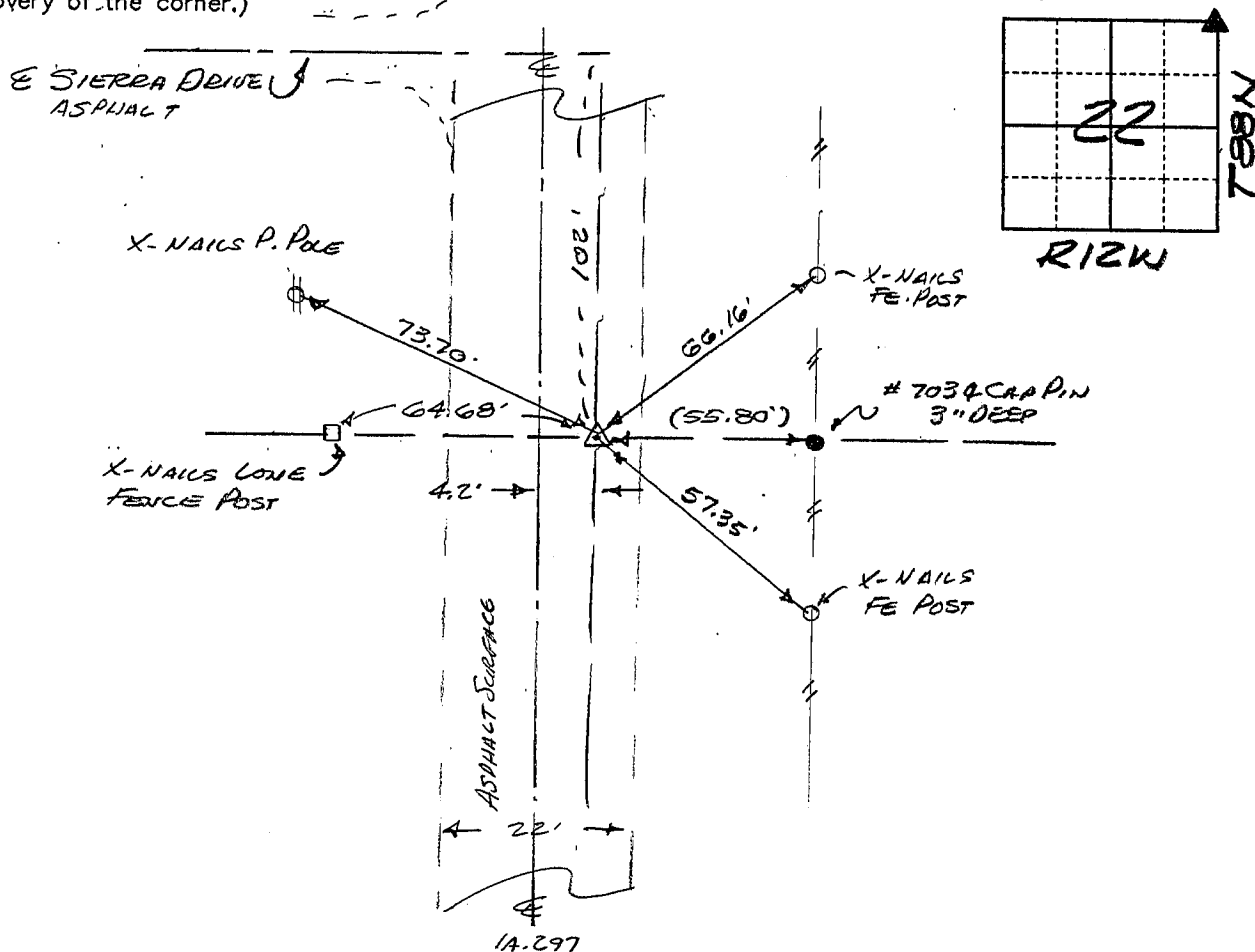 overy of the corner.)
℄ SIERRA DRIVE
ASPHALT
℄
22
T88N
R12W
X-NAILS P. POLE
102'
X-NAILS
FE. POST
73.70'
66.16'
64.68'
(55.80')
# 7034 CAP PIN
3" DEEP
X-NAILS LONE
FENCE POST
4.2'
57.35'
X-NAILS
FE POST
ASPHALT SURFACE
22'
℄
IA. 297